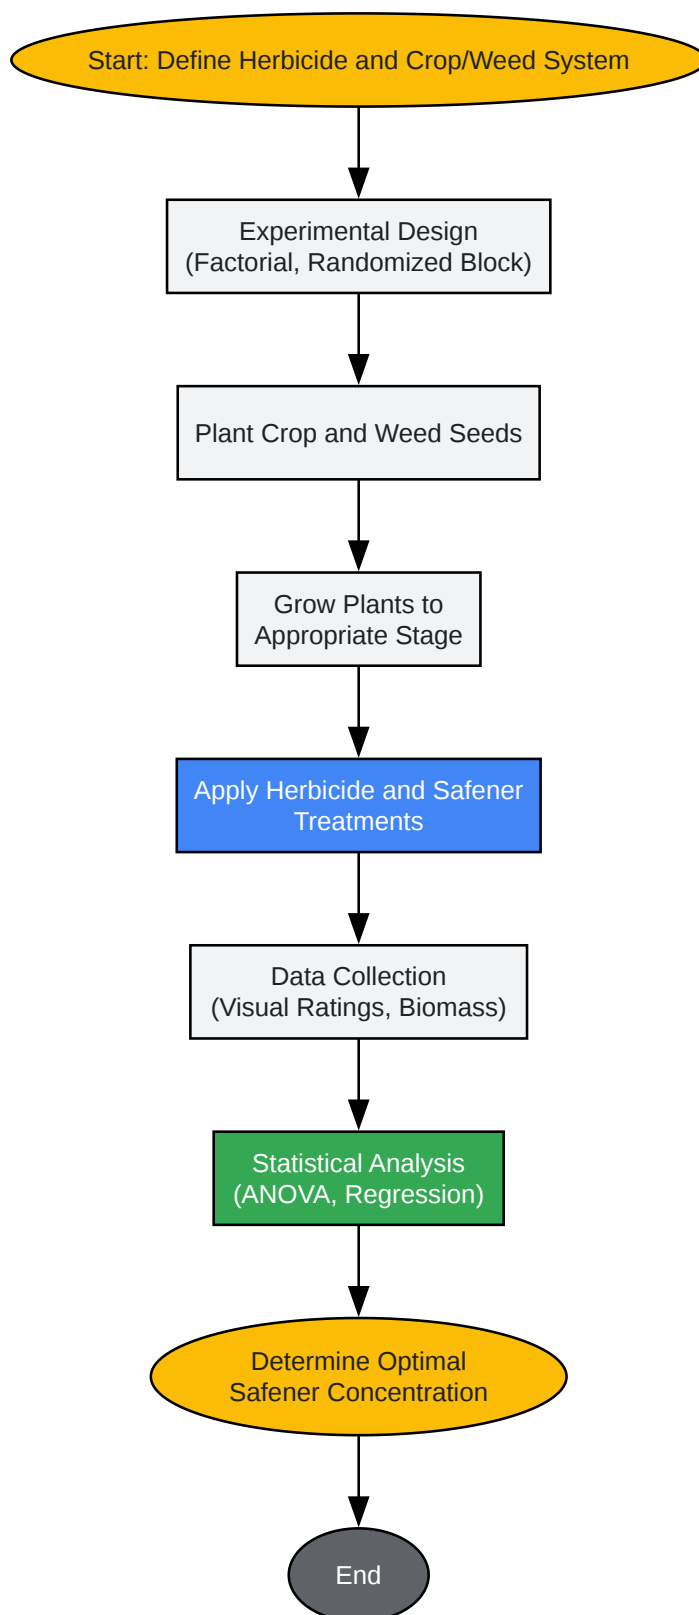 Start: Define Herbicide and Crop/Weed System
Experimental Design
(Factorial, Randomized Block)
Plant Crop and Weed Seeds
Grow Plants to
Appropriate Stage
Apply Herbicide and Safener
Treatments
Data Collection
(Visual Ratings, Biomass)
Statistical Analysis
(ANOVA, Regression)
Determine Optimal
Safener Concentration
End